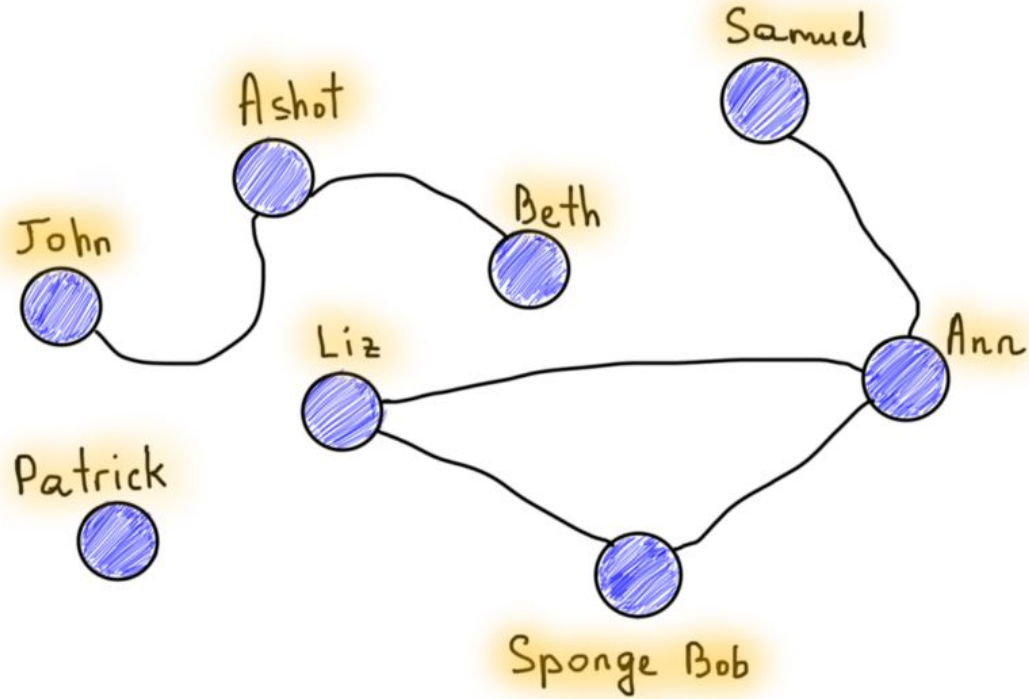 Samuel
Ashot
Beth
John
Liz
Ann
Patrick
Sponge Bob